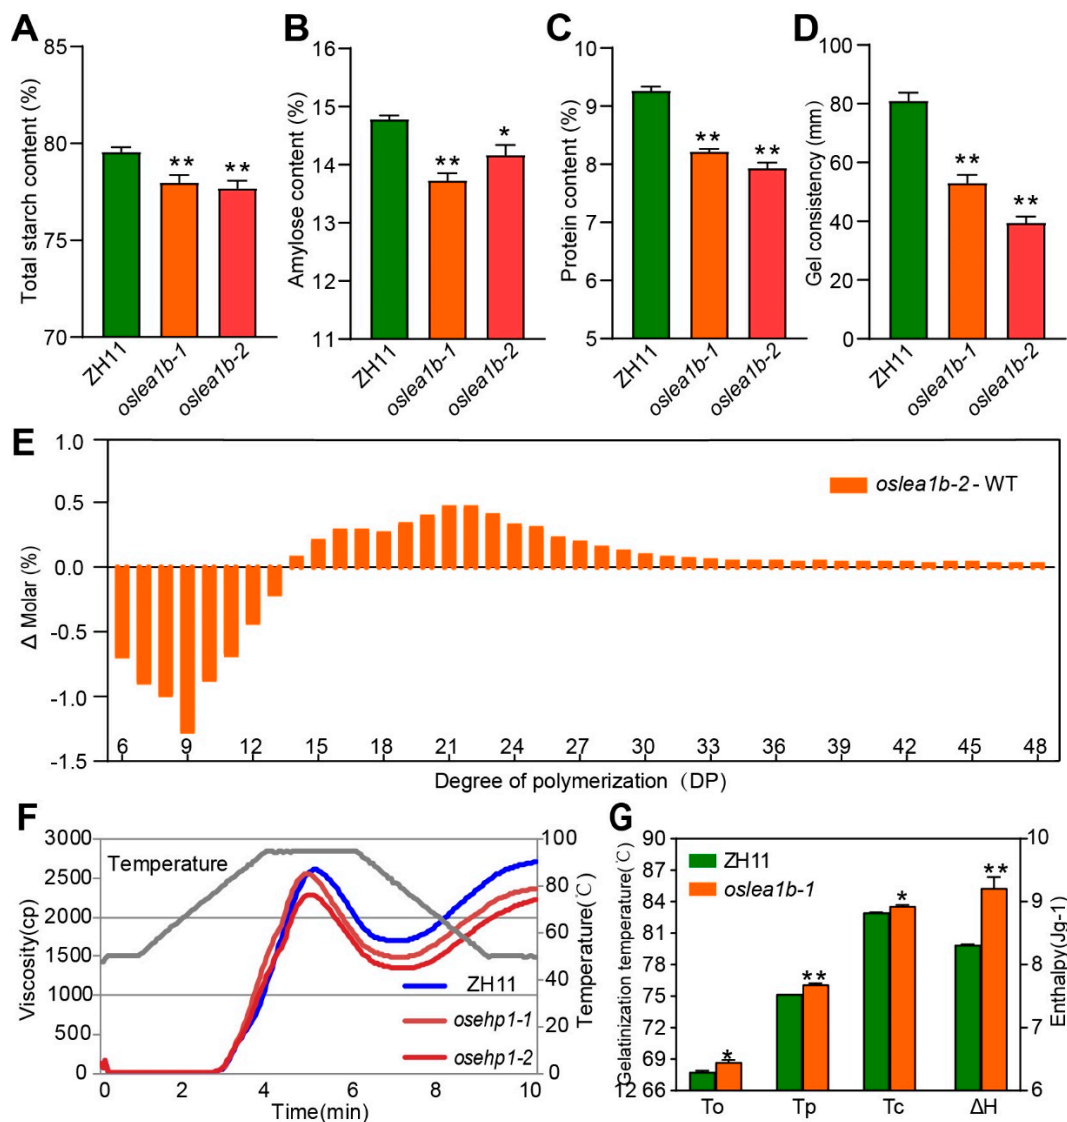 A
Total starch content (%)
85
80
75
70
**
**
ZH11
oslea1b-1
oslea1b-2
B
Amylose content (%)
16
15
14
13
12
11
**
*
ZH11
oslea1b-1
oslea1b-2
C
Protein content (%)
10
9
8
7
6
5
**
**
ZH11
oslea1b-1
oslea1b-2
D
Gel consistency (mm)
100
80
60
40
20
0
**
**
ZH11
oslea1b-1
oslea1b-2
E
Δ Molar (%)
1.0
0.5
0.0
-0.5
-1.0
-1.5
oslea1b-2 - WT
6 9 12 15 18 21 24 27 30 33 36 39 42 45 48
Degree of polymerization （DP）
F
Viscosity(cp)
3000
2500
2000
1500
1000
500
0
Temperature
100
80
60
40
20
0
Temperature(℃)
ZH11
osehp1-1
osehp1-2
0 2 4 6 8 10
Time(min)
G
Gelatinization temperature(℃)
90
87
84
81
78
75
72
69
12 66
ZH11
oslea1b-1
*
**
*
**
10
9
8
7
6
Enthalpy(Jg-1)
To Tp Tc ΔH